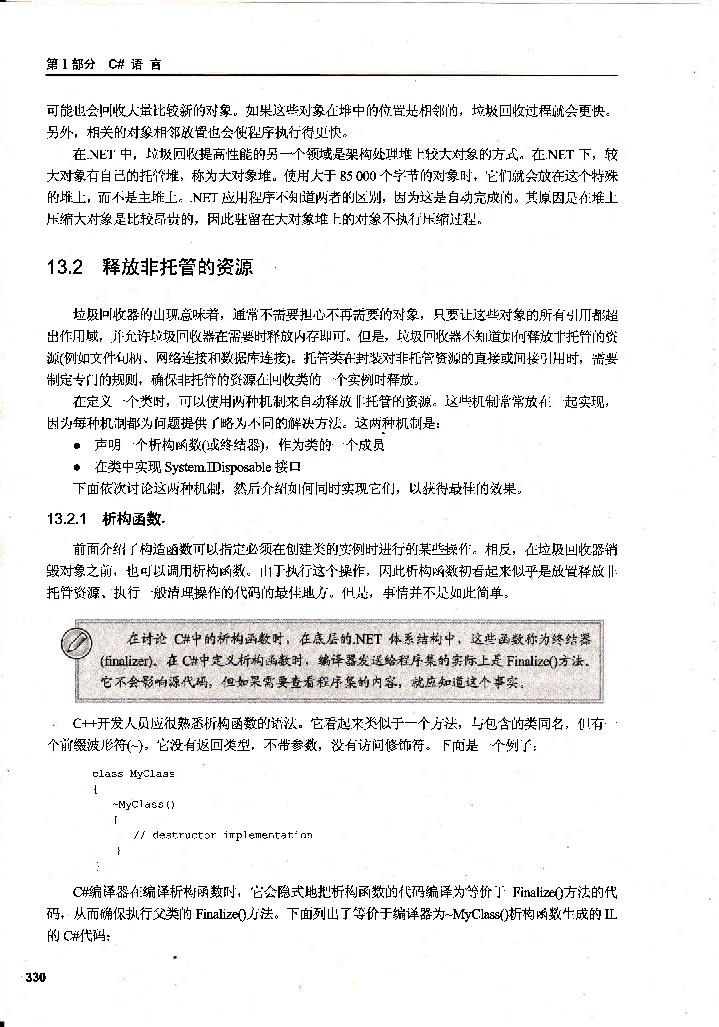 第 1 部分 C# 语 言
可能也会回收大量比较新的对象。如果这些对象在堆中的位置是相邻的，垃圾回收过程就会更快。
另外，相关的对象相邻放置也会使程序执行得更快。
在.NET 中，垃圾回收提高性能的另一个领域是架构处理堆上较大对象的方式。在.NET 下，较
大对象有自己的托管堆，称为大对象堆。使用大于 85 000 个字节的对象时，它们就会放在这个特殊
的堆上，而不是主堆上。.NET 应用程序不知道两者的区别，因为这是自动完成的。其原因是在堆上
压缩大对象是比较昂贵的，因此驻留在大对象堆上的对象不执行压缩过程。
13.2 释放非托管的资源
垃圾回收器的出现意味着，通常不需要担心不再需要的对象，只要让这些对象的所有引用都超
出作用域，并允许垃圾回收器在需要时释放内存即可。但是，垃圾回收器不知道如何释放非托管的资
源(例如文件句柄、网络连接和数据库连接)。托管类在封装对非托管资源的直接或间接引用时，需要
制定专门的规则，确保非托管的资源在回收类的一个实例时释放。
在定义一个类时，可以使用两种机制来自动释放非托管的资源。这些机制常常放在一起实现，
因为每种机制都为问题提供了略为不同的解决方法。这两种机制是：
● 声明一个析构函数(或终结器)，作为类的一个成员
● 在类中实现 System.IDisposable 接口
下面依次讨论这两种机制，然后介绍如何同时实现它们，以获得最佳的效果。
13.2.1 析构函数
前面介绍了构造函数可以指定必须在创建类的实例时进行的某些操作。相反，在垃圾回收器销
毁对象之前，也可以调用析构函数。由于执行这个操作，因此析构函数初看起来似乎是放置释放非
托管资源、执行一般清理操作的代码的最佳地方。但是，事情并不是如此简单。
在讨论 C#中的析构函数时，在底层的.NET 体系结构中，这些函数称为终结器
(finalizer)。在 C#中定义析构函数时，编译器发送给程序集的实际上是 Finalize()方法。
它不会影响源代码，但如果需要查看程序集的内容，就应知道这个事实。
C++开发人员应很熟悉析构函数的语法。它看起来类似于一个方法，与包含的类同名，但有一
个前缀波形符(~)。它没有返回类型，不带参数，没有访问修饰符。下面是一个例子：
class MyClass
{
~MyClass()
{
// destructor implementation
}
}
C#编译器在编译析构函数时，它会隐式地把析构函数的代码编译为等价于 Finalize()方法的代
码，从而确保执行父类的 Finalize()方法。下面列出了等价于编译器为~MyClass()析构函数生成的 IL
的 C#代码：
330